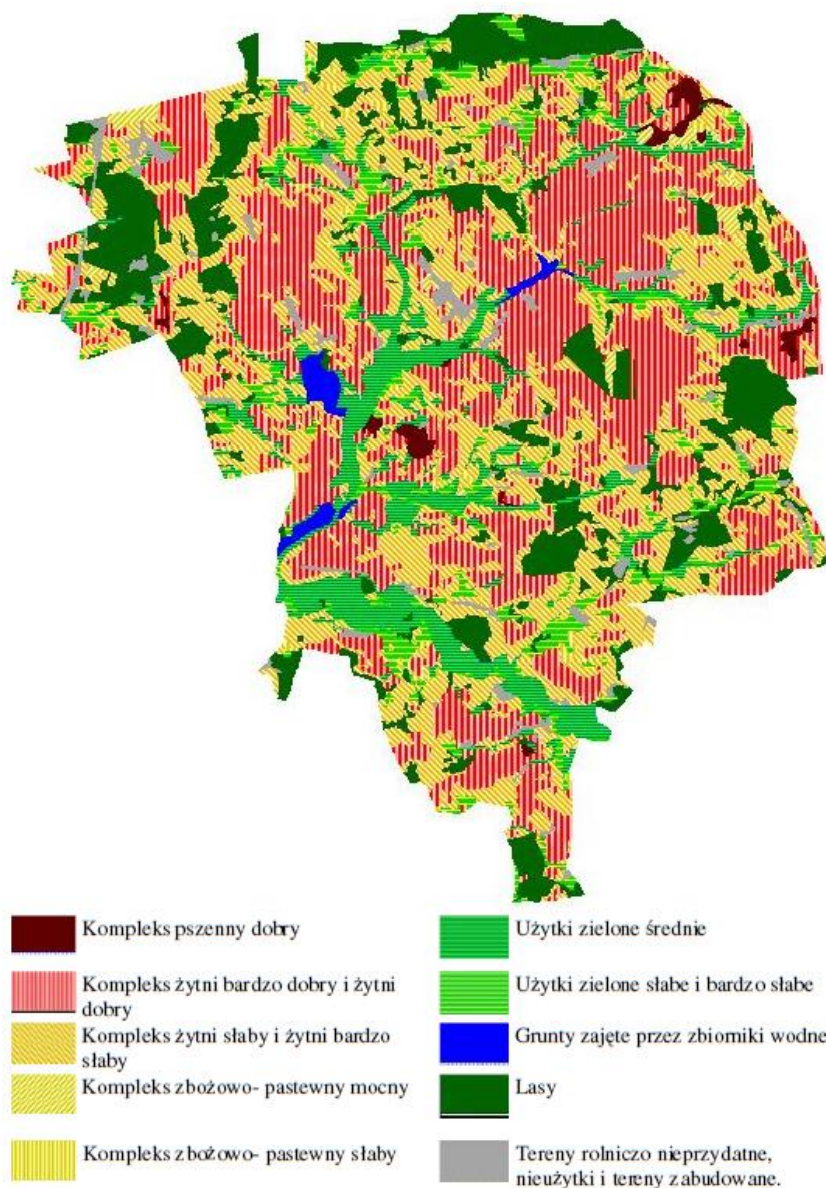 Kompleks pszenny dobry
Kompleks żytni bardzo dobry i żytni
dobry
Kompleks żytni słaby i żytni bardzo
słaby
Kompleks zbożowo- pastewny mocny
Kompleks zbożowo- pastewny słaby
Użytki zielone średnie
Użytki zielone słabe i bardzo słabe
Grunty zajęte przez zbiorniki wodne
Lasy
Tereny rolniczo nieprzydatne,
nieużytki i tereny zabudowane.